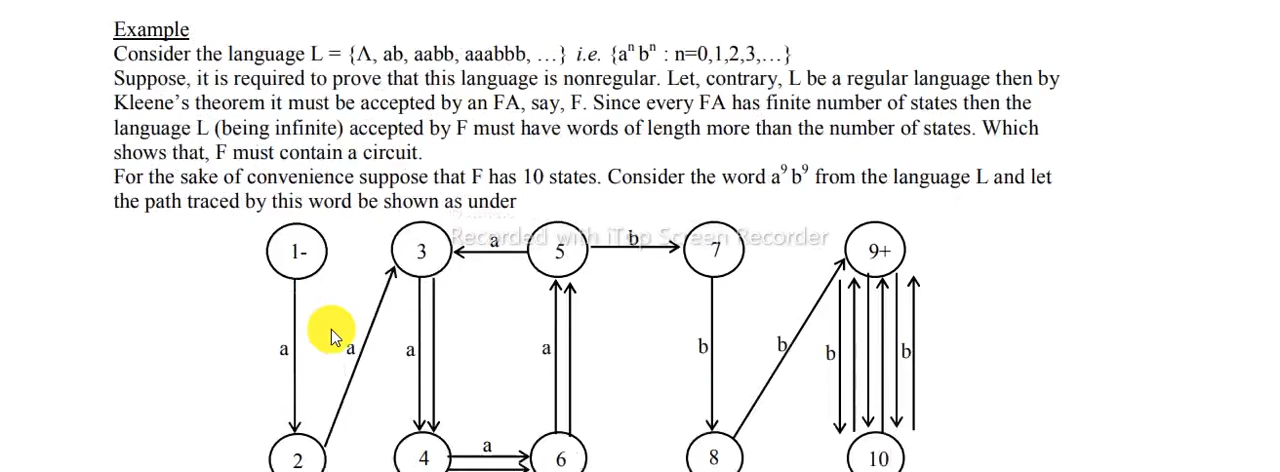 Example
Consider the language L = {Λ, ab, aabb, aaabbb, …} i.e. {aⁿ bⁿ : n=0,1,2,3,…}
Suppose, it is required to prove that this language is nonregular. Let, contrary, L be a regular language then by
Kleene’s theorem it must be accepted by an FA, say, F. Since every FA has finite number of states then the
language L (being infinite) accepted by F must have words of length more than the number of states. Which
shows that, F must contain a circuit.
For the sake of convenience suppose that F has 10 states. Consider the word a⁹ b⁹ from the language L and let
the path traced by this word be shown as under
Recorded with iTop Screen Recorder
1- 3 a 5 b 7 9+
a a a a b b b b
a
2 4 6 8 10